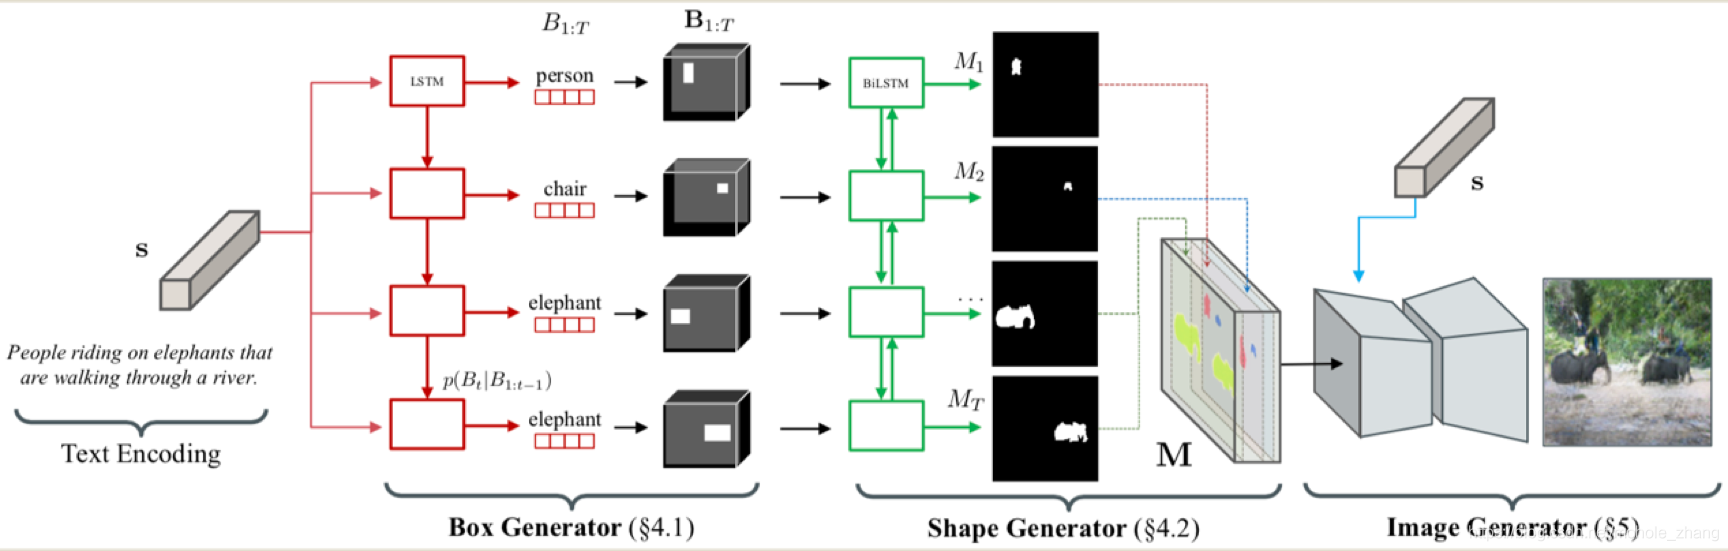 B1:T
B1:T
LSTM
person
BiLSTM
M1
chair
M2
s
s
elephant
...
People riding on elephants that
are walking through a river.
p(Bt|B1:t−1)
elephant
MT
M
Text Encoding
Box Generator (§4.1)
Shape Generator (§4.2)
Image Generator (§5)